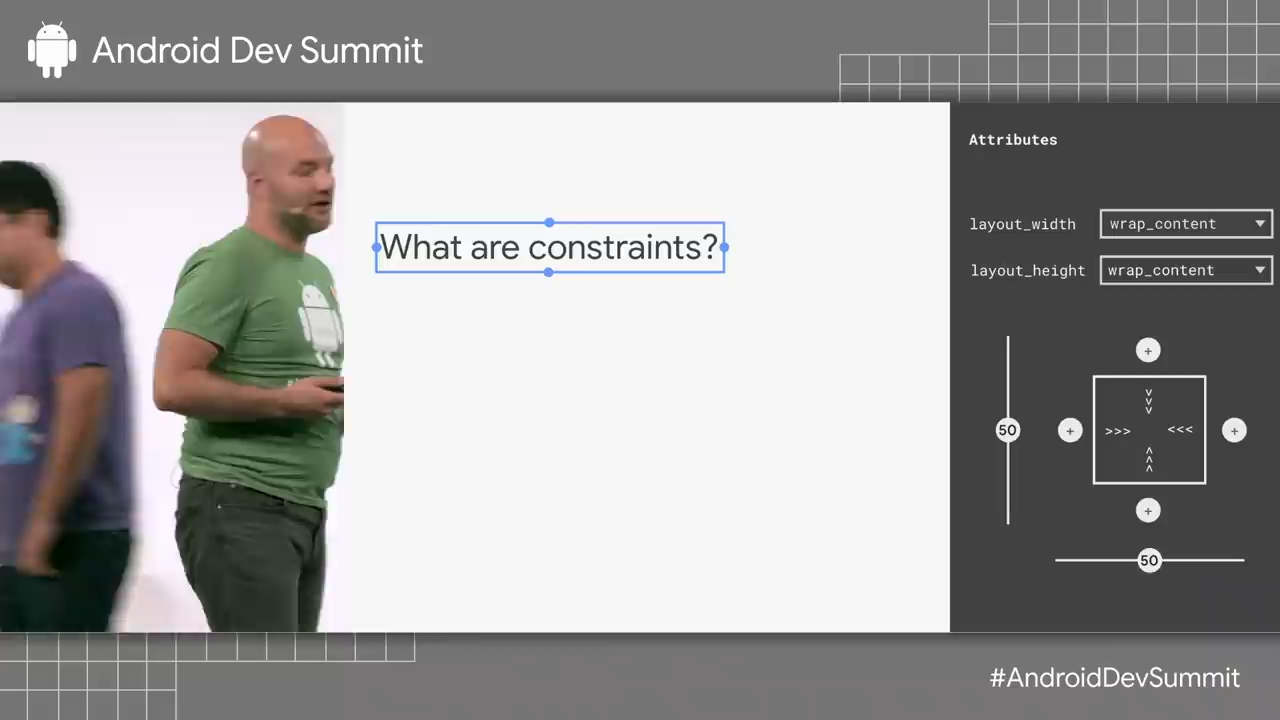 Android Dev Summit
What are constraints?
Attributes
layout_width
wrap_content
layout_height
wrap_content
+
50
+
>>>
<<<
+
+
50
#AndroidDevSummit